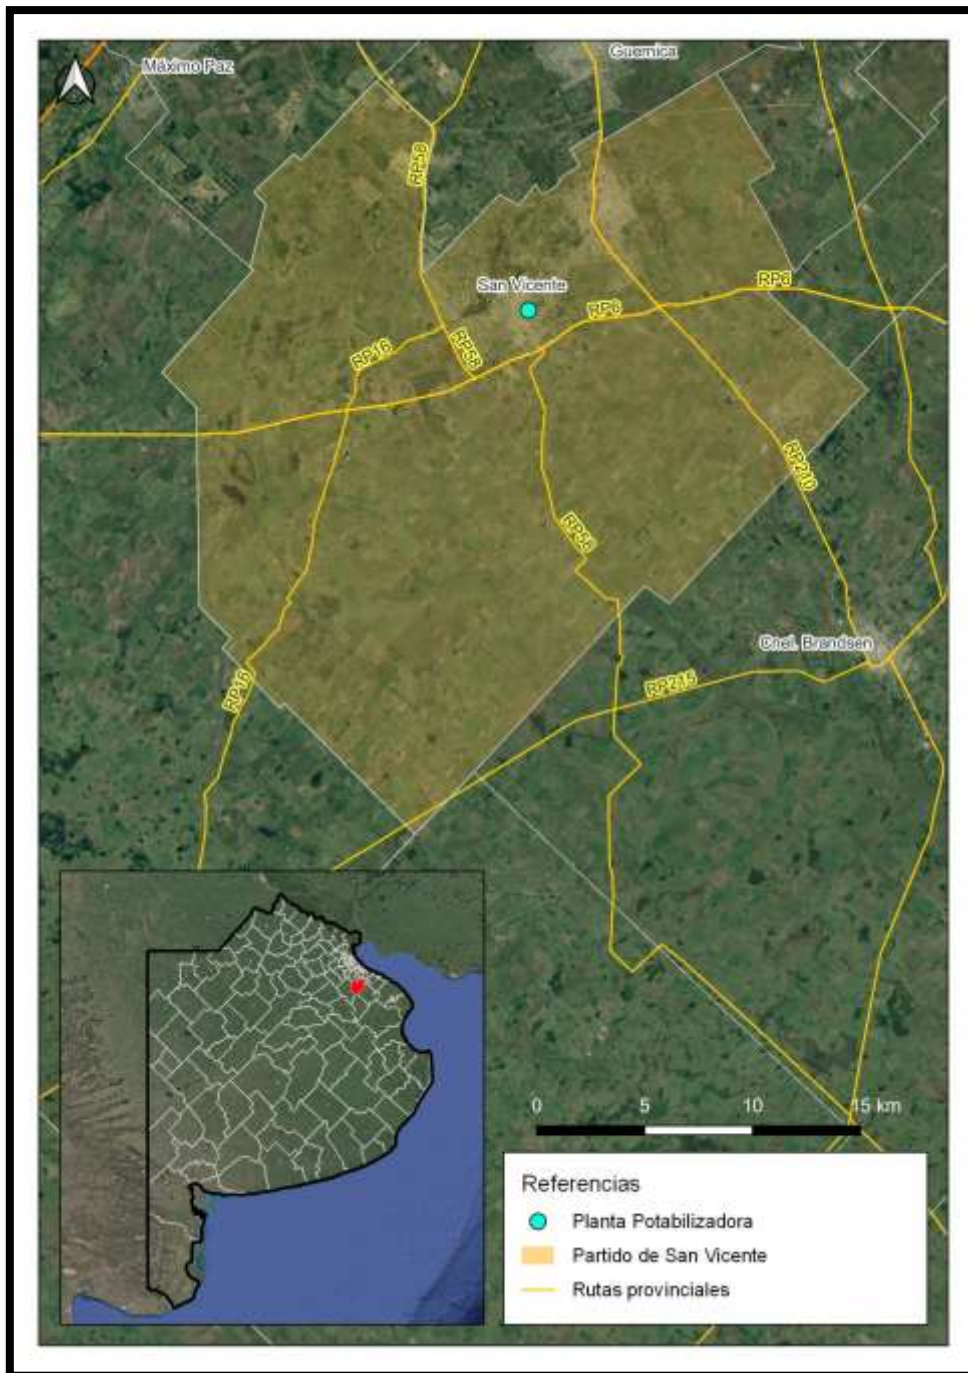 Máximo Paz
Guernica
RP58
San Vicente
RP6
RP6
RP16
RP58
RP210
RP56
Cnel. Brandsen
RP215
RP16
0 5 10 15 km
Referencias
Planta Potabilizadora
Partido de San Vicente
Rutas provinciales